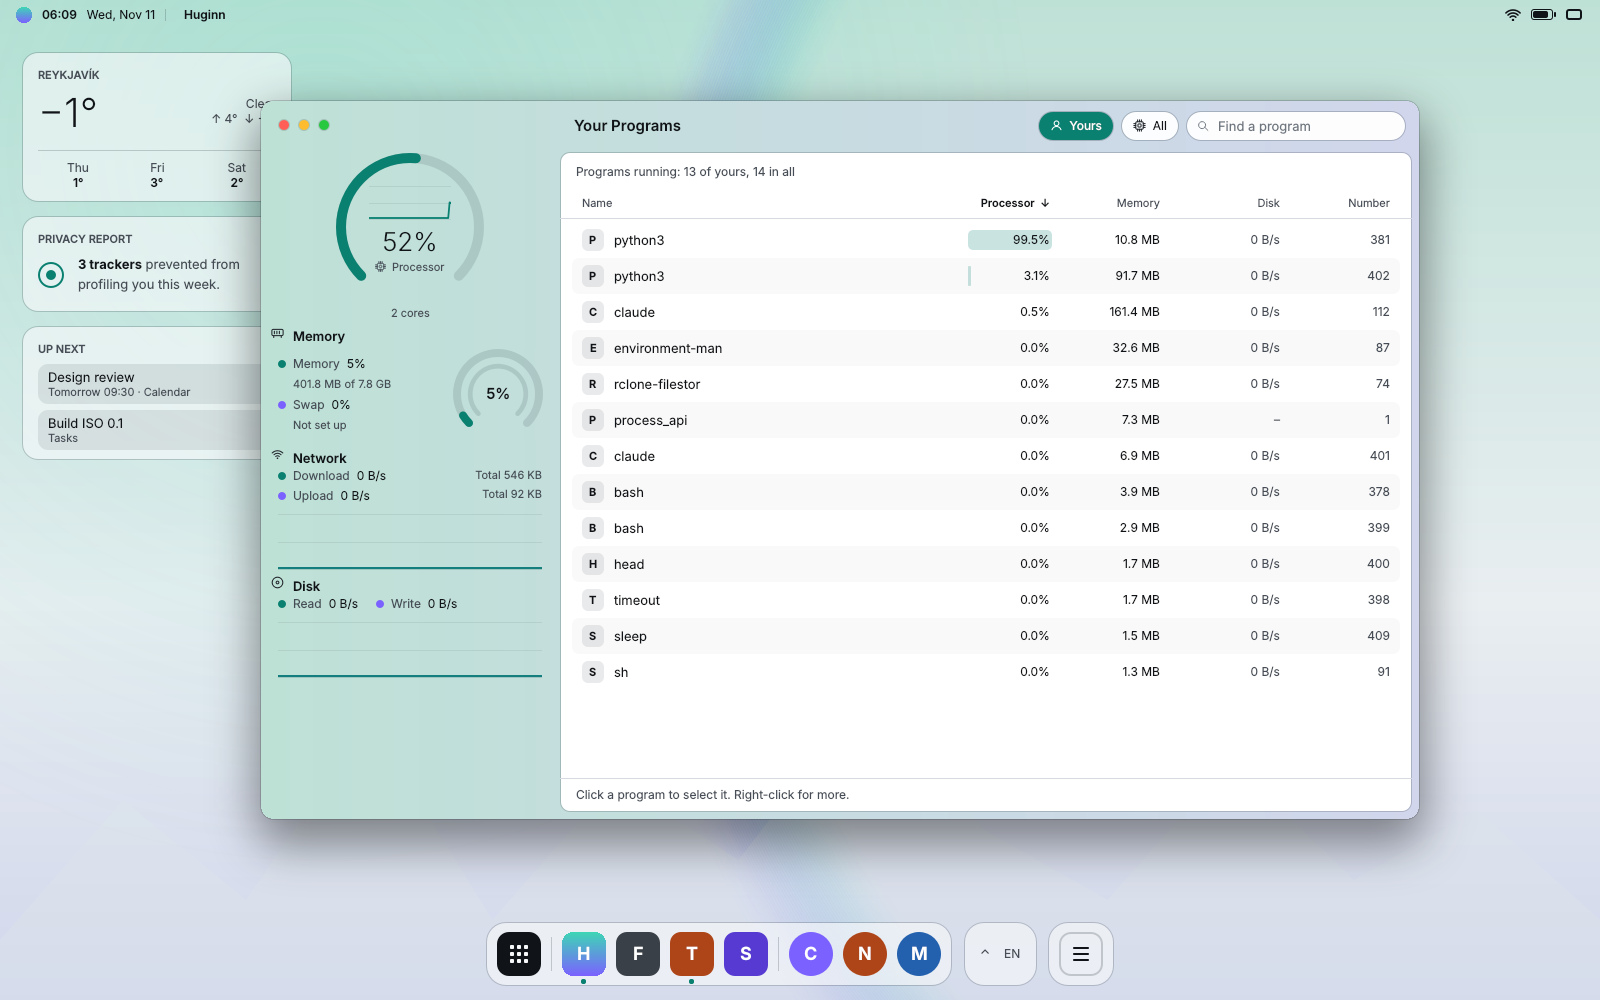 06:09 Wed, Nov 11 Huginn
REYKJAVÍK
−1°
↑ 4° ↓
Thu Fri Sat
1° 3° 2°
PRIVACY REPORT
3 trackers prevented from
profiling you this week.
UP NEXT
Design review
Tomorrow 09:30 · Calendar
Build ISO 0.1
Tasks
52%
Processor
2 cores
Memory
Memory 5%
401.8 MB of 7.8 GB
Swap 0%
Not set up
5%
Network
Download 0 B/s Total 546 KB
Upload 0 B/s Total 92 KB
Disk
Read 0 B/s Write 0 B/s
Your Programs
Yours
All
Find a program
Programs running: 13 of yours, 14 in all
Name Processor ↓ Memory Disk Number
P python3 99.5% 10.8 MB 0 B/s 381
P python3 3.1% 91.7 MB 0 B/s 402
C claude 0.5% 161.4 MB 0 B/s 112
E environment-man 0.0% 32.6 MB 0 B/s 87
R rclone-filestor 0.0% 27.5 MB 0 B/s 74
P process_api 0.0% 7.3 MB – 1
C claude 0.0% 6.9 MB 0 B/s 401
B bash 0.0% 3.9 MB 0 B/s 378
B bash 0.0% 2.9 MB 0 B/s 399
H head 0.0% 1.7 MB 0 B/s 400
T timeout 0.0% 1.7 MB 0 B/s 398
S sleep 0.0% 1.5 MB 0 B/s 409
S sh 0.0% 1.3 MB 0 B/s 91
Click a program to select it. Right-click for more.
H F T S C N M EN